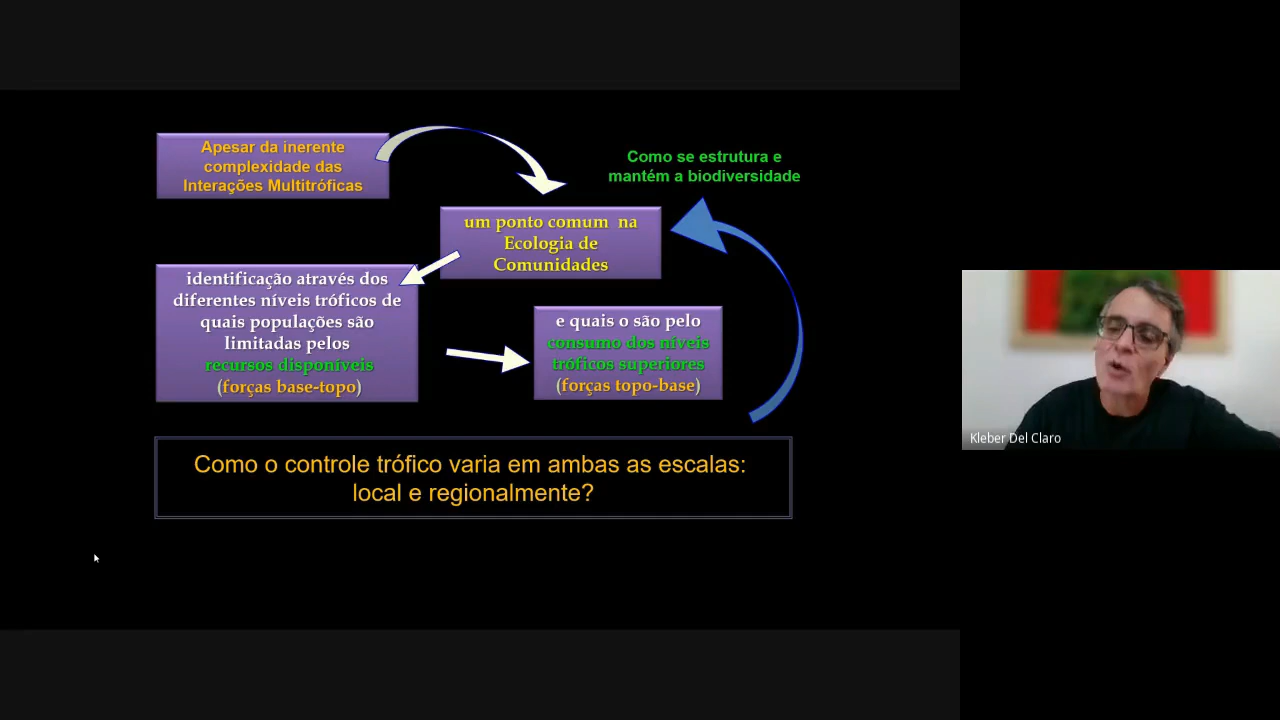 Apesar da inerente
complexidade das
Interações Multitróficas
Como se estrutura e
mantém a biodiversidade
um ponto comum na
Ecologia de
Comunidades
identificação através dos
diferentes níveis tróficos de
quais populações são
limitadas pelos
recursos disponíveis
(forças base-topo)
e quais o são pelo
consumo dos níveis
tróficos superiores
(forças topo-base)
Como o controle trófico varia em ambas as escalas:
local e regionalmente?
Kleber Del Claro